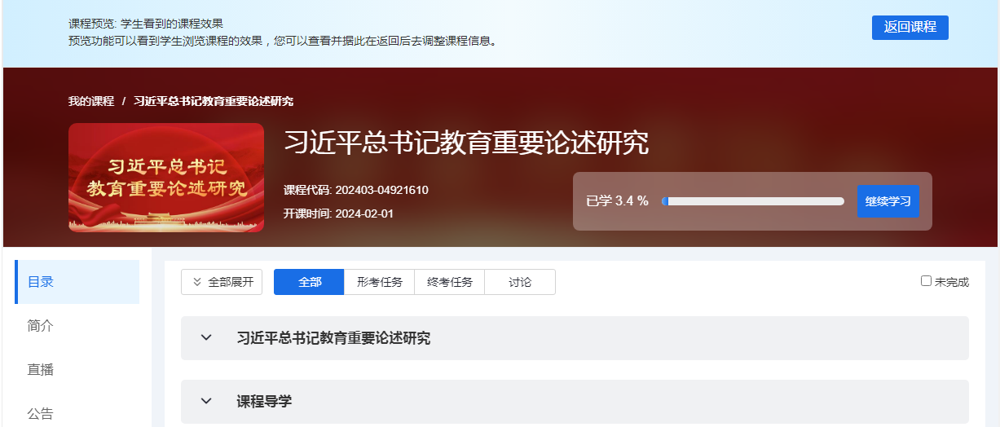 课程预览: 学生看到的课程效果
预览功能可以看到学生浏览课程的效果，您可以查看并据此在返回后去调整课程信息。
返回课程
我的课程 / 习近平总书记教育重要论述研究
习近平总书记
教育重要论述研究
习近平总书记教育重要论述研究
课程代码: 202403-04921610
开课时间: 2024-02-01
已学 3.4 %
继续学习
目录
简介
直播
公告
全部展开
全部
形考任务
终考任务
讨论
未完成
习近平总书记教育重要论述研究
课程导学